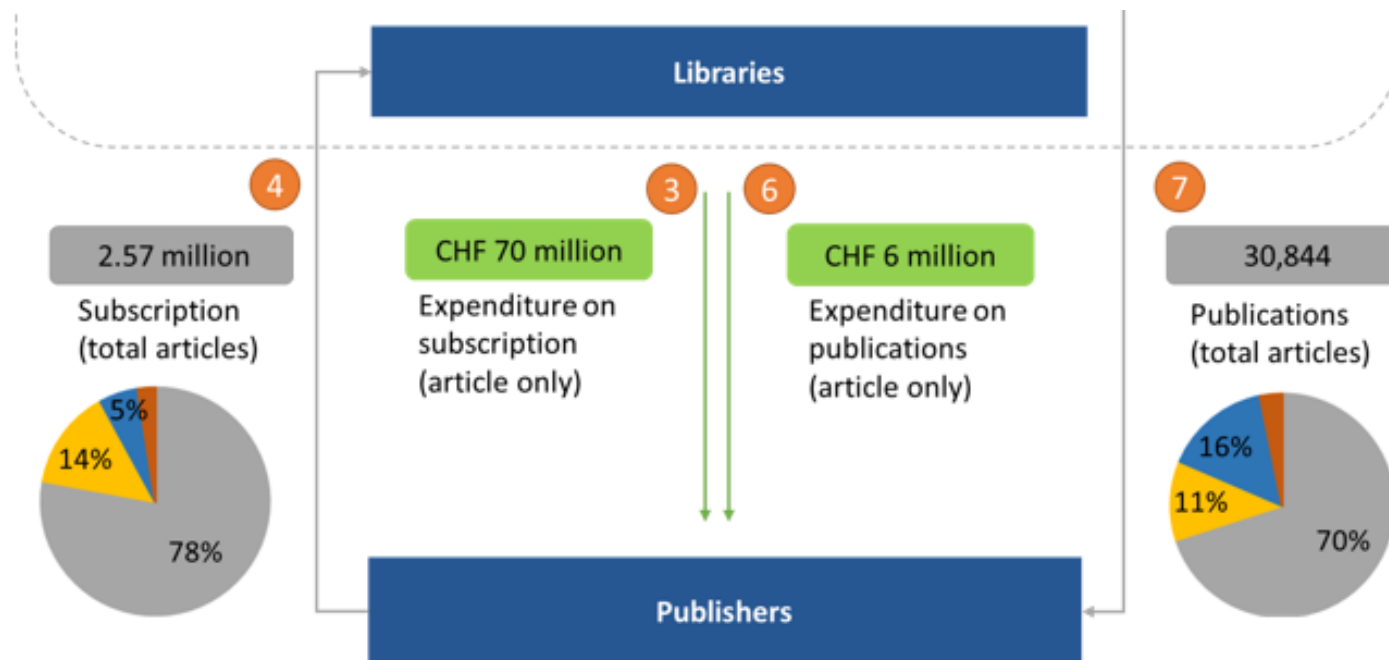 Libraries
4
3
6
7
2.57 million
CHF 70 million
CHF 6 million
30,844
Subscription
(total articles)
Expenditure on
subscription
(article only)
Expenditure on
publications
(article only)
Publications
(total articles)
5%
14%
78%
16%
11%
70%
Publishers